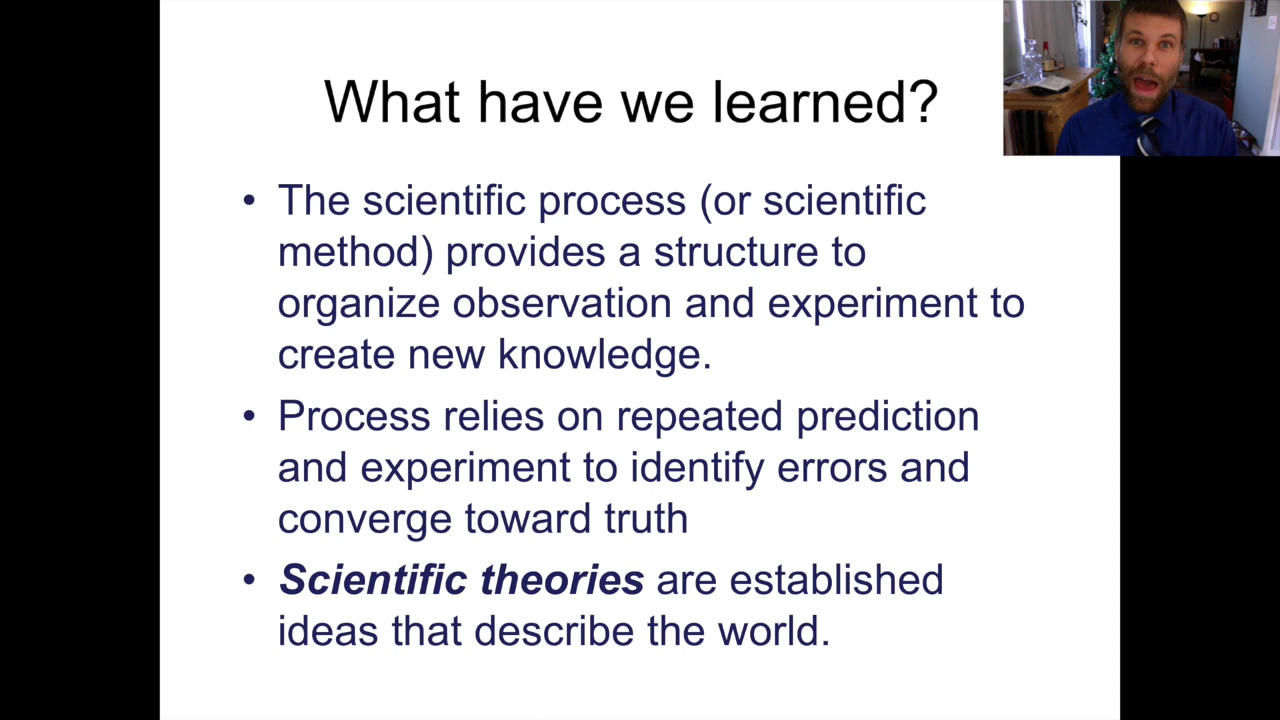 What have we learned?
• The scientific process (or scientific
method) provides a structure to
organize observation and experiment to
create new knowledge.
• Process relies on repeated prediction
and experiment to identify errors and
converge toward truth
• Scientific theories are established
ideas that describe the world.